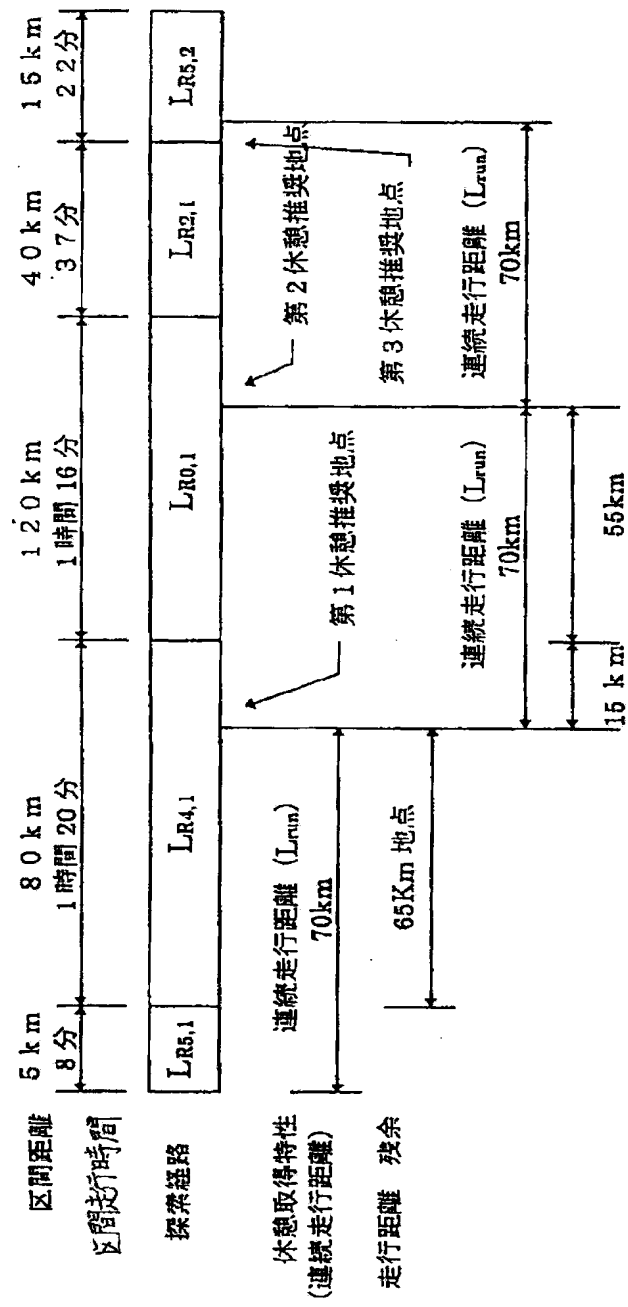 区間距離
5km
80km
120km
40km
15km
区間走行時間
8分
1時間20分
1時間16分
37分
22分
探索経路
LR5,1
LR4,1
LR0,1
LR2,1
LR5,2
第1休憩推奨地点
第2休憩推奨地点
第3休憩推奨地点
休憩取得特性
(連続走行距離)
連続走行距離 (Lrun)
70km
連続走行距離 (Lrun)
70km
連続走行距離 (Lrun)
70km
走行距離 残余
65Km 地点
15km
55km